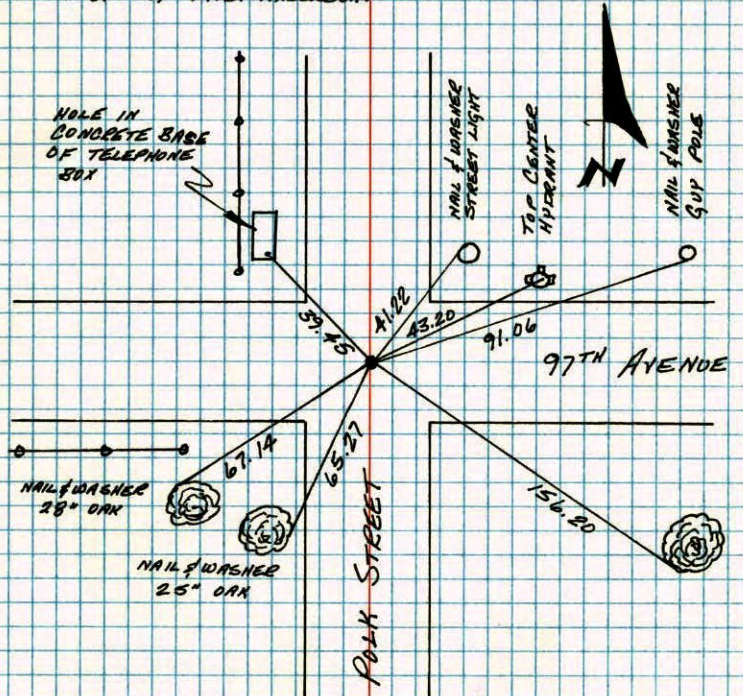 HOLE IN
CONCRETE BASE
OF TELEPHONE
BOX
NAIL & WASHER
STREET LIGHT
TOP CENTER
HYDRANT
NAIL & WASHER
GUY POLE
N
39.45
41.22
43.20
91.06
97TH AVENUE
67.14
65.27
156.20
NAIL & WASHER
28" OAK
NAIL & WASHER
25" OAK
POLK STREET